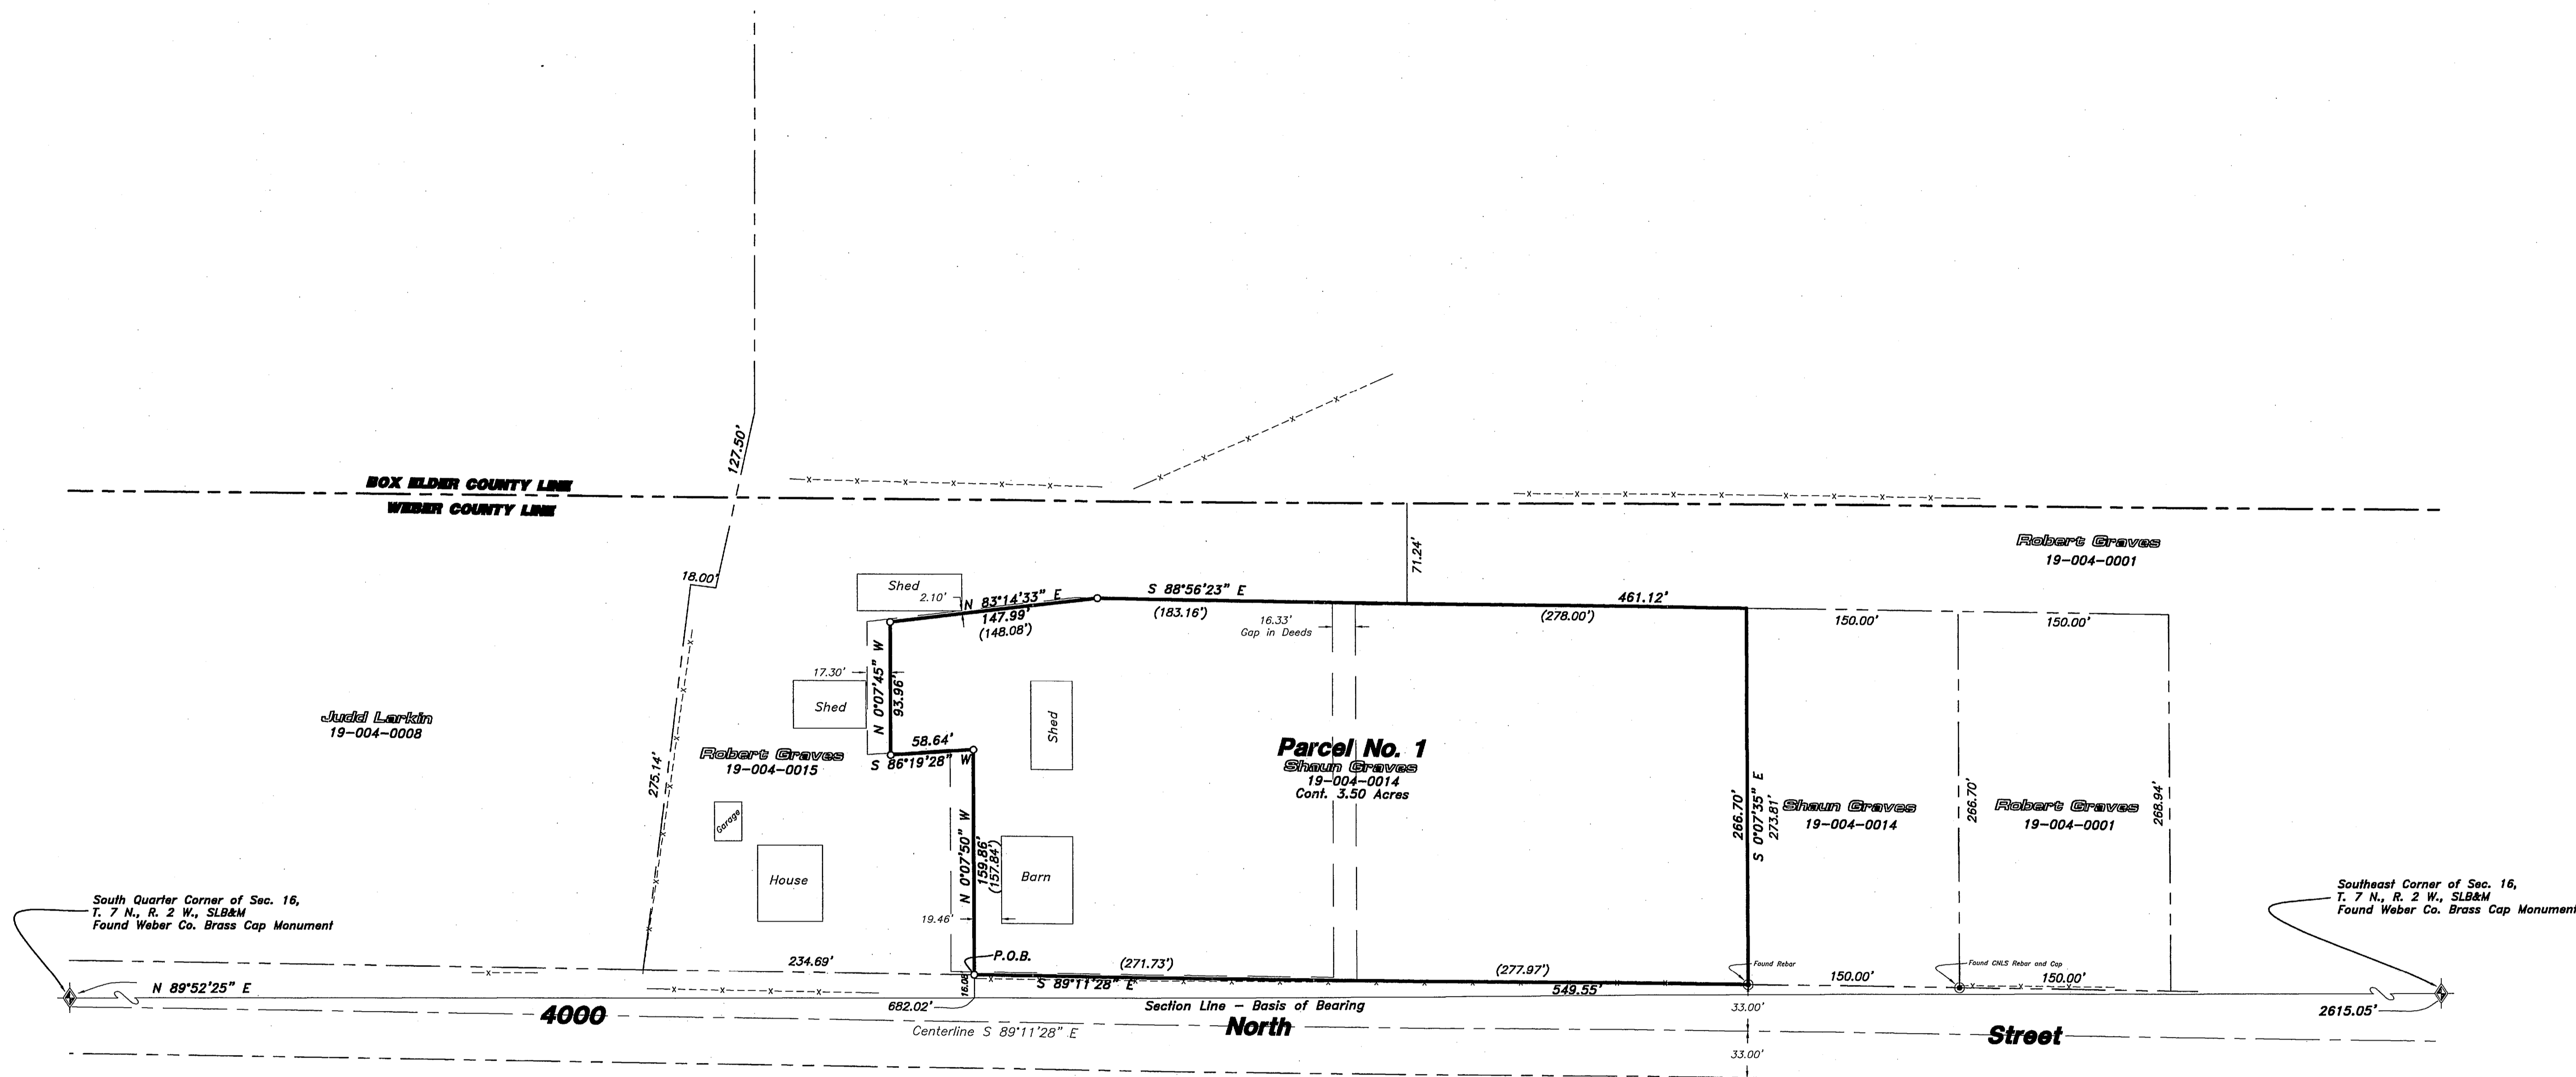 127.50'
BOX ELDER COUNTY LINE
WEBER COUNTY LINE
Robert Graves
19-004-0001
71.24'
18.00'
Shed
2.10'
N 83°14'33" E
147.99'
(148.08')
S 88°56'23" E
(183.16')
461.12'
(278.00')
16.33'
Gap in Deeds
150.00'
150.00'
17.30'
N 0°07'45" W
93.96'
Shed
Shed
Judd Larkin
19-004-0008
275.14'
Robert Graves
19-004-0015
58.64'
S 86°19'28" W
Parcel No. 1
Shaun Graves
19-004-0014
Cont. 3.50 Acres
266.70'
S 0°07'35" E
273.81'
Shaun Graves
19-004-0014
266.70'
Robert Graves
19-004-0001
268.94'
Garage
House
N 0°07'50" W
159.86'
(157.84')
Barn
19.46'
South Quarter Corner of Sec. 16,
T. 7 N., R. 2 W., SLB&M
Found Weber Co. Brass Cap Monument
Southeast Corner of Sec. 16,
T. 7 N., R. 2 W., SLB&M
Found Weber Co. Brass Cap Monument
234.69'
P.O.B.
(271.73')
(277.97')
Found Rebar
150.00'
Found CNLS Rebar and Cap
150.00'
N 89°52'25" E
16.08'
S 89°11'28" E
549.55'
682.02'
Section Line - Basis of Bearing
33.00'
2615.05'
4000
Centerline S 89°11'28" E
North
Street
33.00'